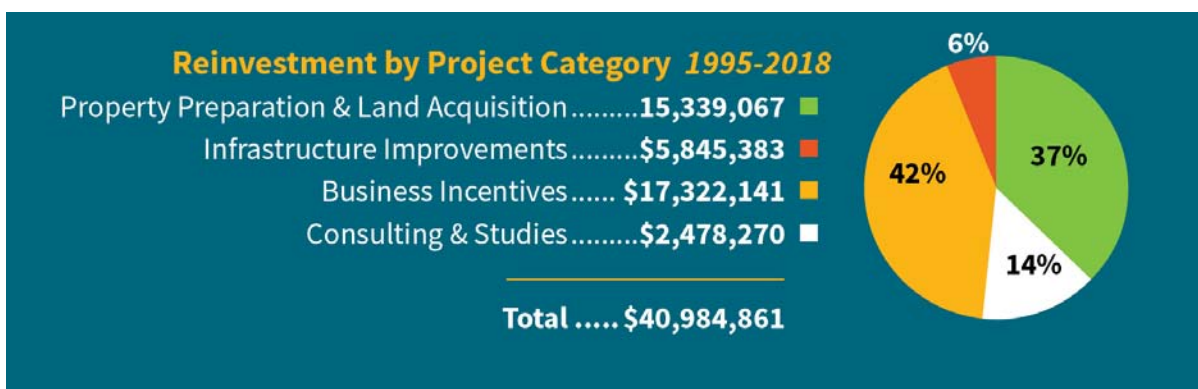 Reinvestment by Project Category 1995-2018
Property Preparation & Land Acquisition.........15,339,067
Infrastructure Improvements.........$5,845,383
Business Incentives...... $17,322,141
Consulting & Studies.........$2,478,270
Total ..... $40,984,861
6%
37%
42%
14%